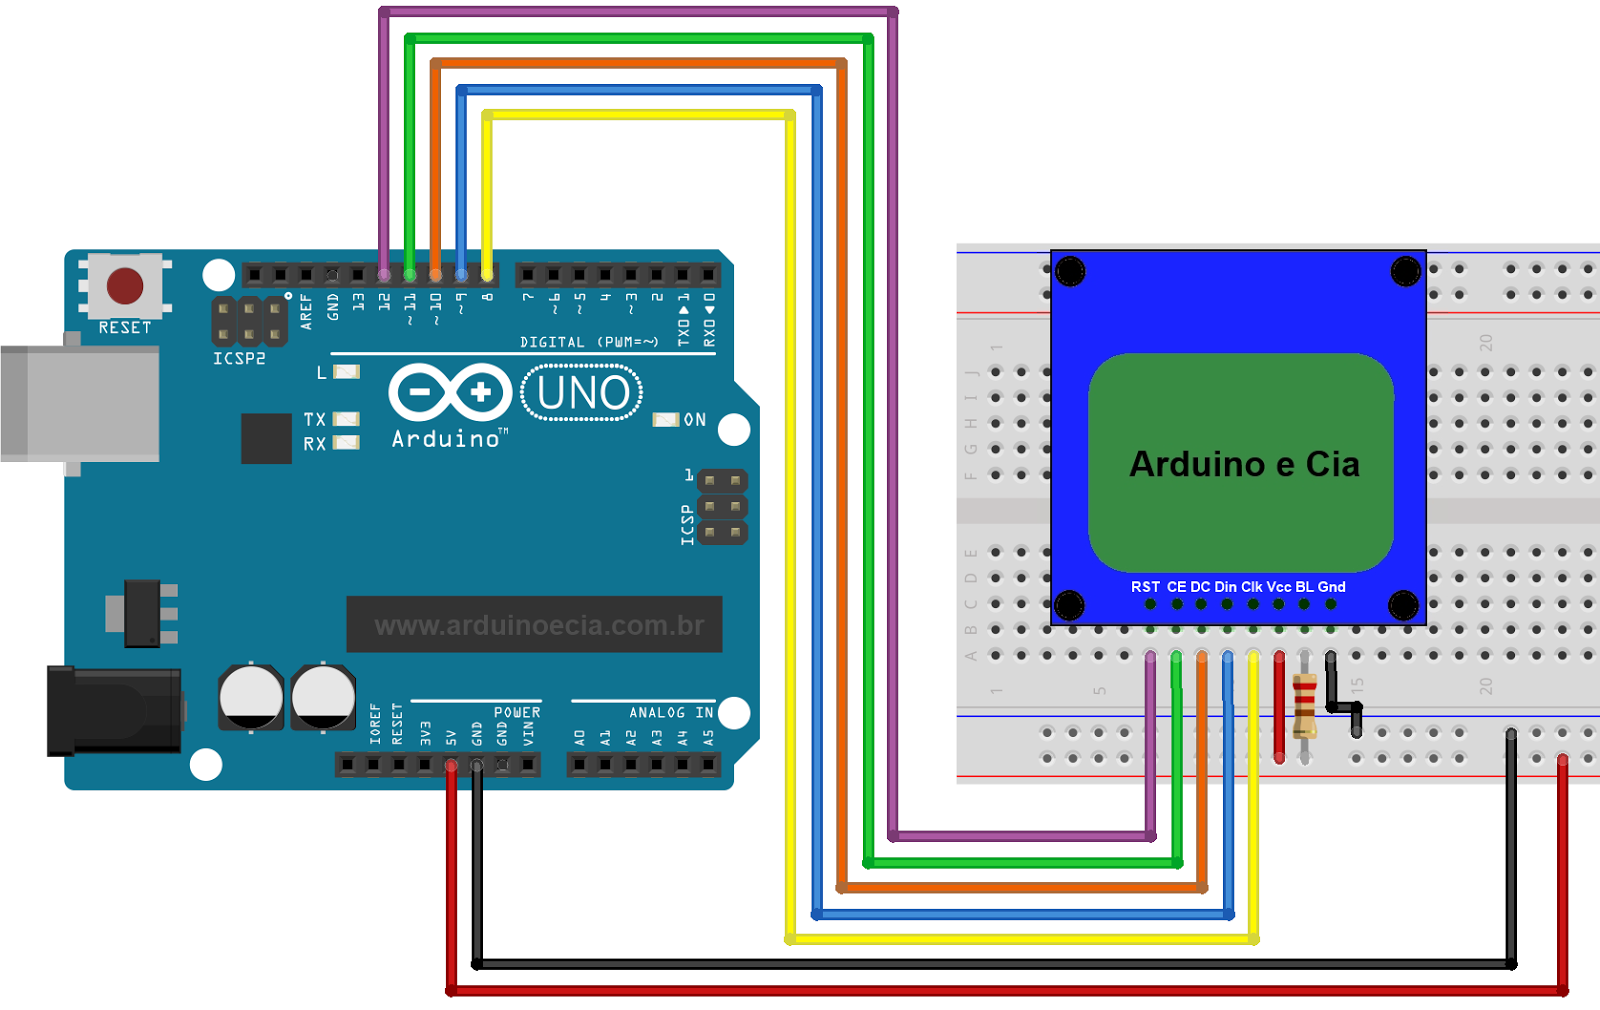 RESET
ICSP2
AREF
GND
13
12
~11
~10
~9
8
7
~6
~5
4
~3
2
TX0▶1
RX0◀0
DIGITAL (PWM=~)
L
TX
RX
Arduino™
UNO
ON
1
ICSP
www.arduinoecia.com.br
POWER
ANALOG IN
IOREF
RESET
3V3
5V
GND
GND
VIN
A0
A1
A2
A3
A4
A5
1
20
J
I
H
G
F
Arduino e Cia
RST CE DC Din Clk Vcc BL Gnd
E
D
C
B
A
1
5
15
20